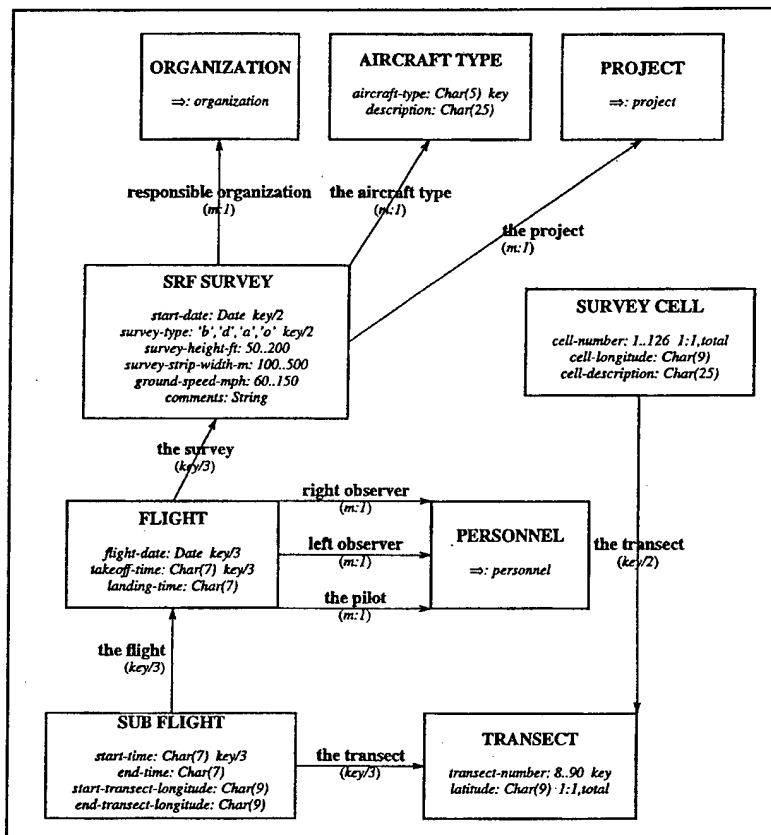 ORGANIZATION
⇒: organization
AIRCRAFT TYPE
aircraft-type: Char(5) key
description: Char(25)
PROJECT
⇒: project
responsible organization
(m:1)
the aircraft type
(m:1)
the project
(m:1)
SRF SURVEY
start-date: Date key/2
survey-type: 'b','d','a','o' key/2
survey-height-ft: 50..200
survey-strip-width-m: 100..500
ground-speed-mph: 60..150
comments: String
SURVEY CELL
cell-number: 1..126 1:1,total
cell-longitude: Char(9)
cell-description: Char(25)
the survey
(key/3)
FLIGHT
flight-date: Date key/3
takeoff-time: Char(7) key/3
landing-time: Char(7)
right observer
(m:1)
left observer
(m:1)
the pilot
(m:1)
PERSONNEL
⇒: personnel
the transect
(key/2)
the flight
(key/3)
SUB FLIGHT
start-time: Char(7) key/3
end-time: Char(7)
start-transect-longitude: Char(9)
end-transect-longitude: Char(9)
the transect
(key/3)
TRANSECT
transect-number: 8..90 key
latitude: Char(9) 1:1,total